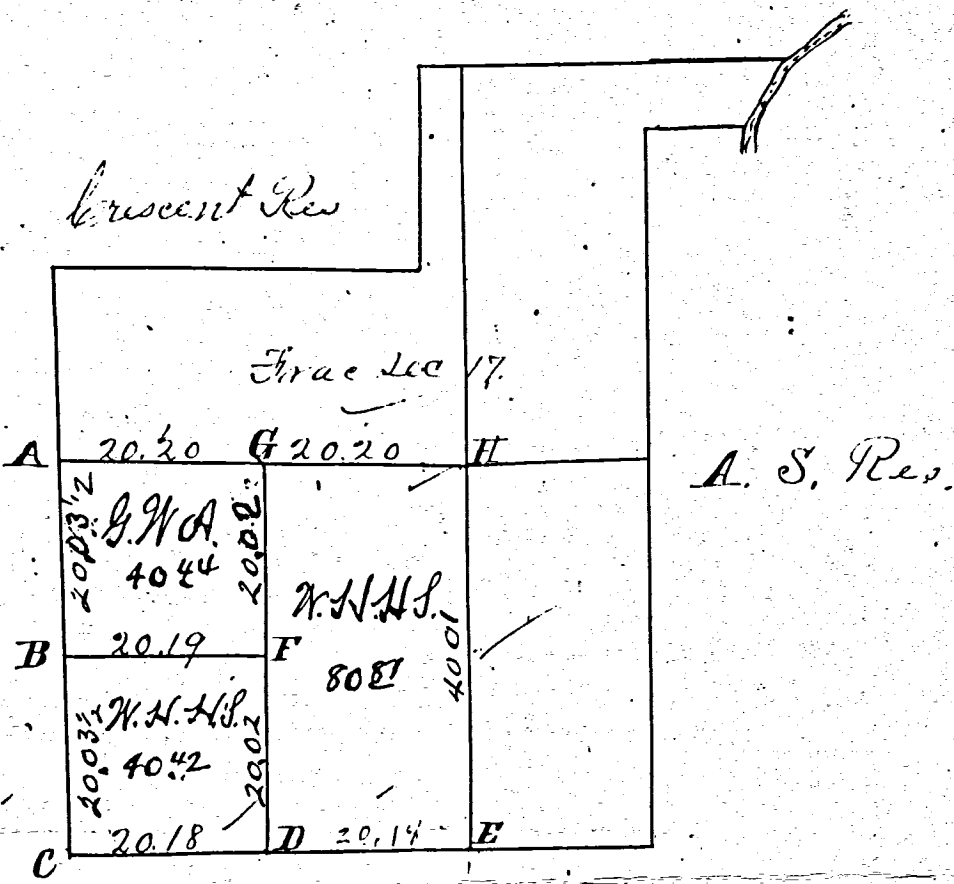 Crescent Res
Frac Sec 17.
A 20.20 G 20.20 H
A. S. Res.
20.03½
G. W. A.
40 44
20.02
W. H. H. S.
80 81
40 01
B 20.19 F
20.03½
W. H. H. S.
40.42
20.02
C 20.18 D 20.14 E